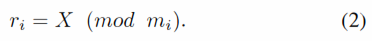 r_i = X (mod m_i). (2)